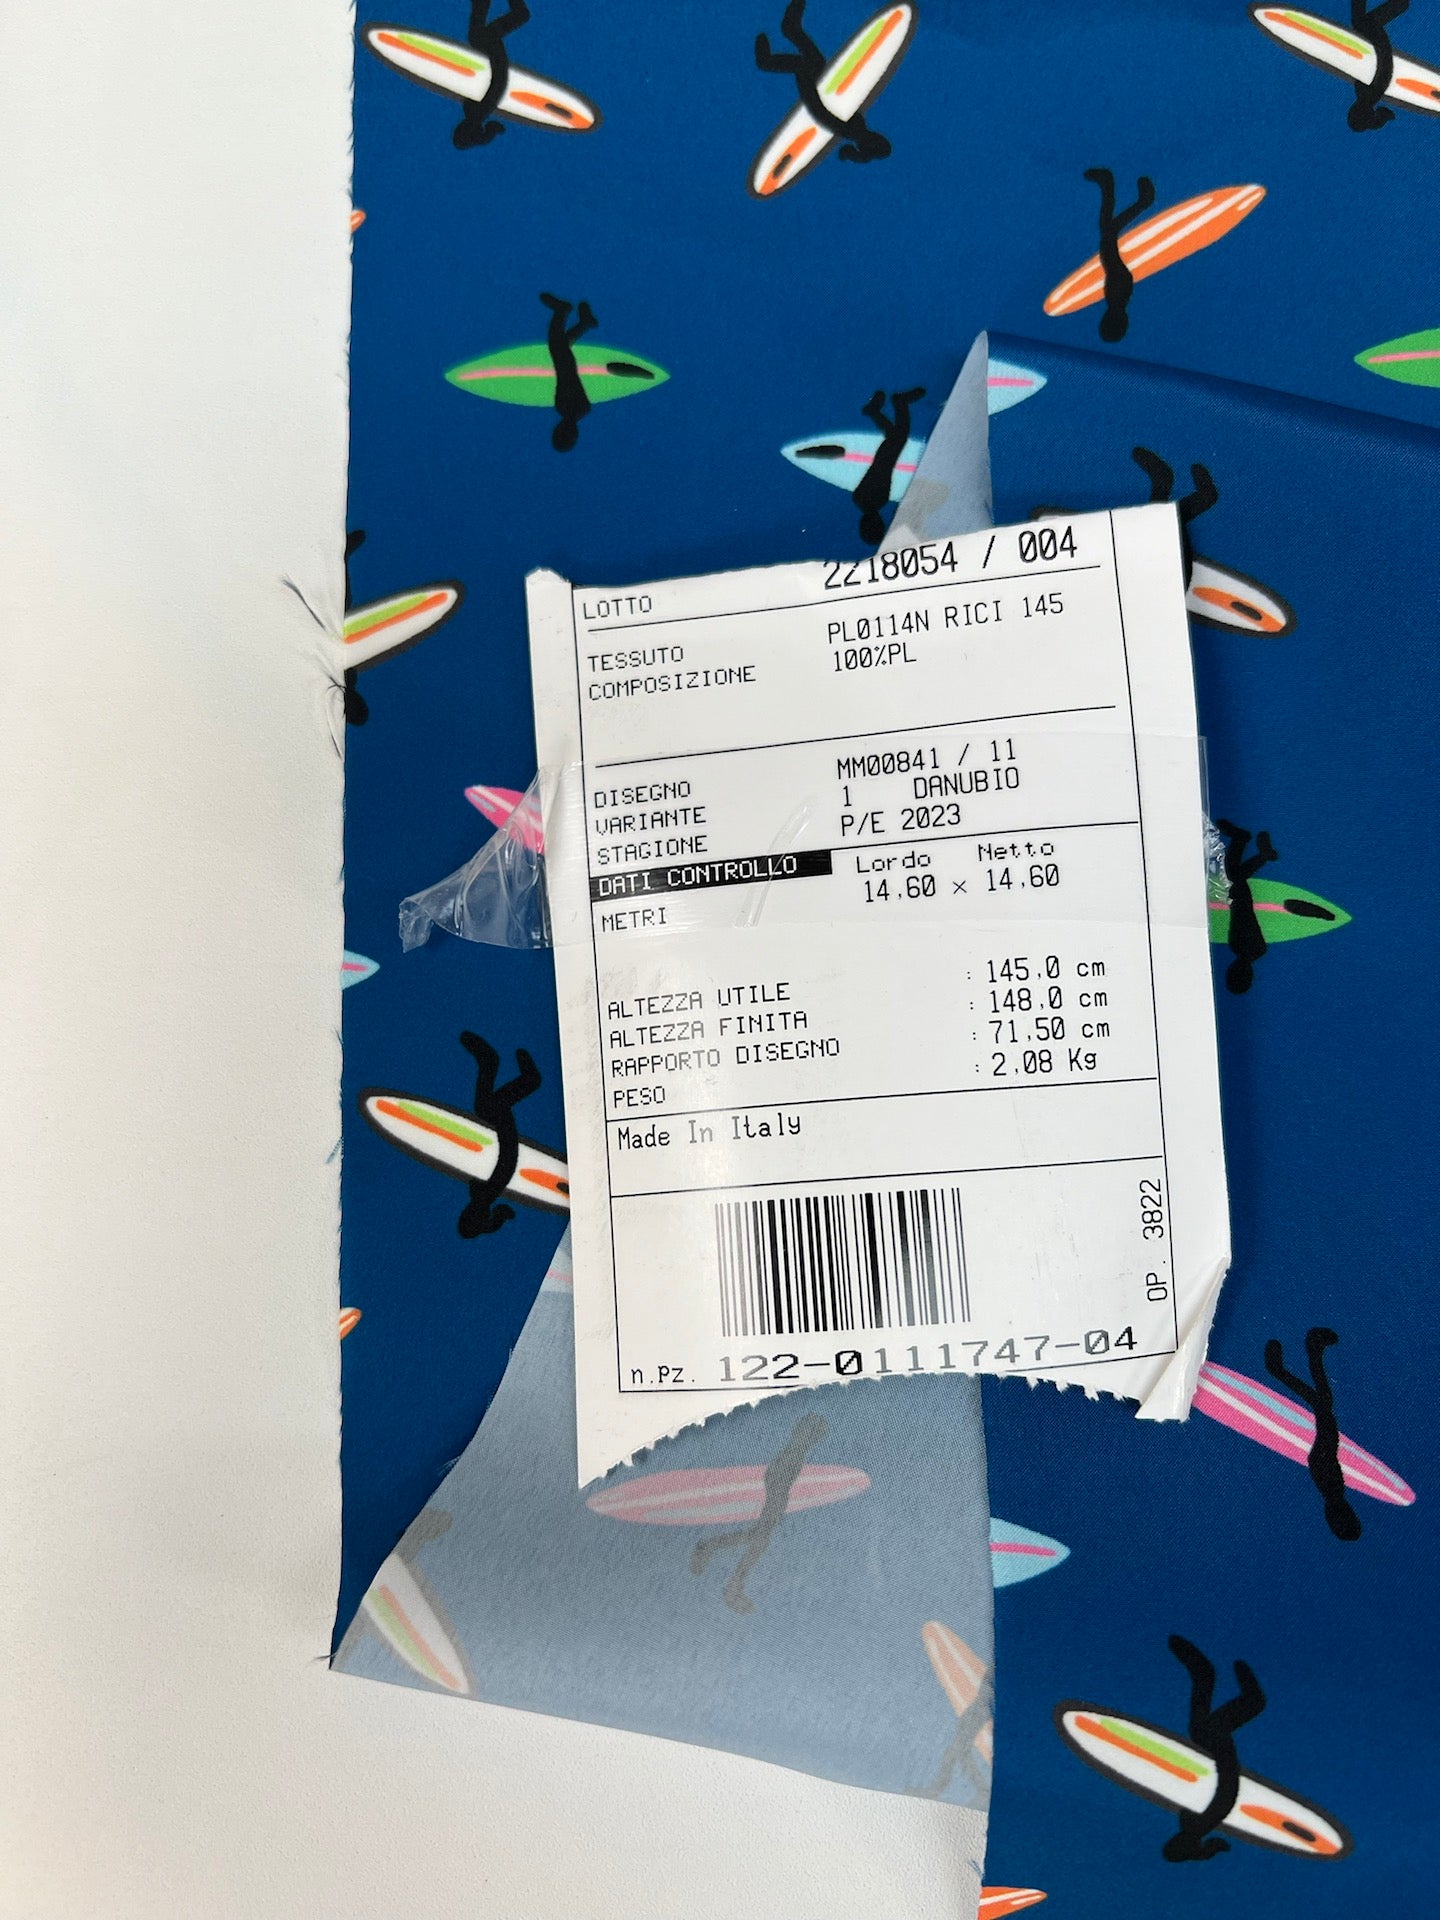 LOTTO 2218054 / 004
TESSUTO PL0114N RICI 145
COMPOSIZIONE 100%PL
DISEGNO MM00841 / 11
VARIANTE 1 DANUBIO
STAGIONE P/E 2023
DATI CONTROLLO Lordo Netto
METRI 14,60 × 14,60
ALTEZZA UTILE : 145,0 cm
ALTEZZA FINITA : 148,0 cm
RAPPORTO DISEGNO : 71,50 cm
PESO : 2,08 Kg
Made In Italy
OP. 3822
n.pz. 122-0111747-04